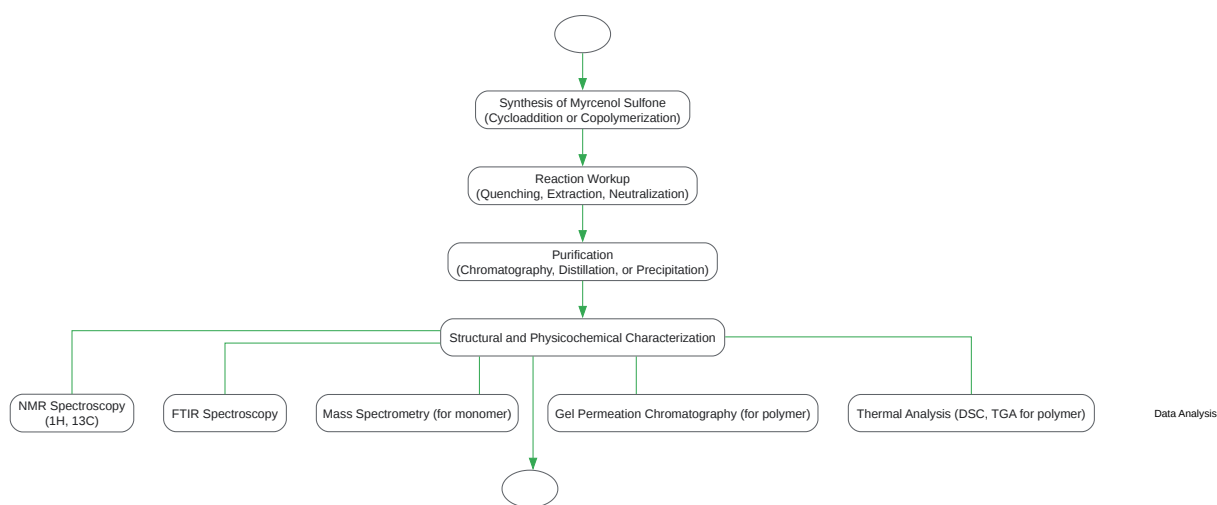 Synthesis of Myrcenol Sulfone
(Cycloaddition or Copolymerization)
Reaction Workup
(Quenching, Extraction, Neutralization)
Purification
(Chromatography, Distillation, or Precipitation)
Structural and Physicochemical Characterization
NMR Spectroscopy
(1H, 13C)
FTIR Spectroscopy
Mass Spectrometry (for monomer)
Gel Permeation Chromatography (for polymer)
Thermal Analysis (DSC, TGA for polymer)
Data Analysis